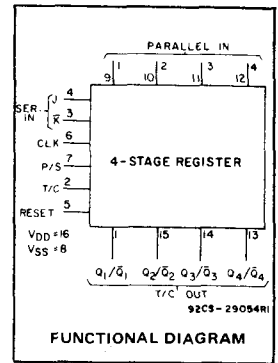 PARALLEL IN
1 2 3 4
9 10 11 12
SER. IN { J 4
K̅ 3
CLK 6
P/S 7
T/C 2
RESET 5
4-STAGE REGISTER
VDD=16
VSS=8
1 15 14 13
Q1/Q̅1 Q2/Q̅2 Q3/Q̅3 Q4/Q̅4
T/C OUT
92CS-29054R1
FUNCTIONAL DIAGRAM